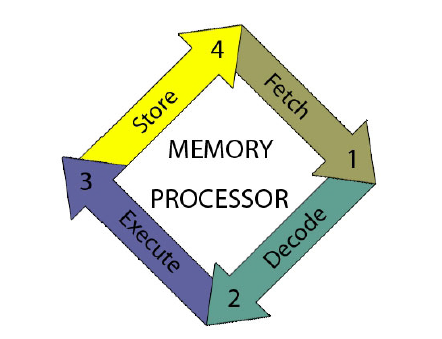 4
Fetch
Store
MEMORY
1
3
PROCESSOR
Execute
Decode
2